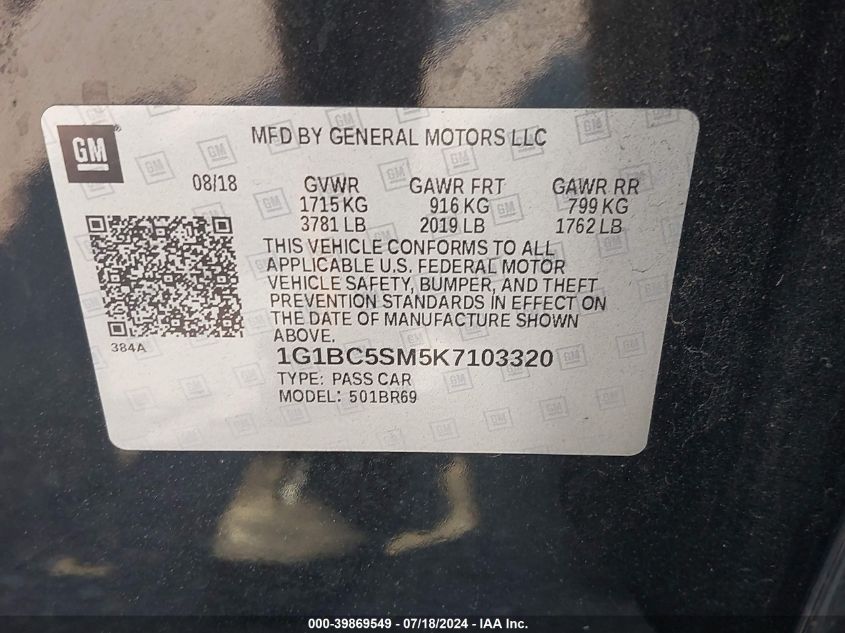 GM
MFD BY GENERAL MOTORS LLC
08/18 GVWR GAWR FRT GAWR RR
1715 KG 916 KG 799 KG
3781 LB 2019 LB 1762 LB
THIS VEHICLE CONFORMS TO ALL
APPLICABLE U.S. FEDERAL MOTOR
VEHICLE SAFETY, BUMPER, AND THEFT
PREVENTION STANDARDS IN EFFECT ON
THE DATE OF MANUFACTURE SHOWN
ABOVE.
384A
1G1BC5SM5K7103320
TYPE: PASS CAR
MODEL: 501BR69
000-39869549 - 07/18/2024 - IAA Inc.